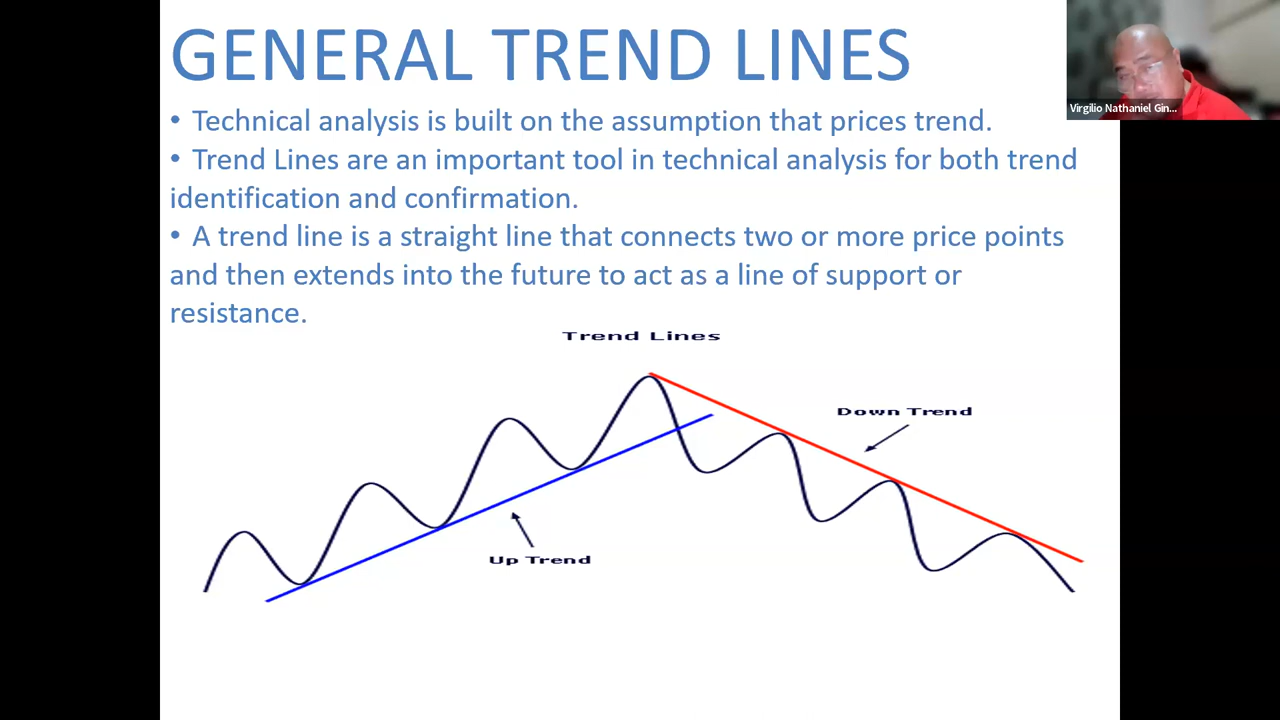 GENERAL TREND LINES
• Technical analysis is built on the assumption that prices trend.
• Trend Lines are an important tool in technical analysis for both trend
identification and confirmation.
• A trend line is a straight line that connects two or more price points
and then extends into the future to act as a line of support or
resistance.
Trend Lines
Down Trend
Up Trend
Virgilio Nathaniel Gin...